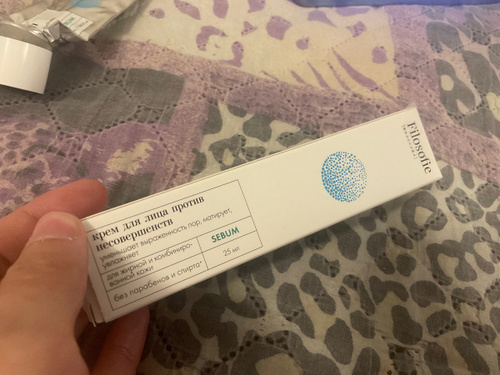 крем для лица против
несовершенств
уменьшает выраженность пор, матирует,
увлажняет
для жирной и комбиниро-
ванной кожи
SEBUM
25 мл
без парабенов и спирта*
Filosofie